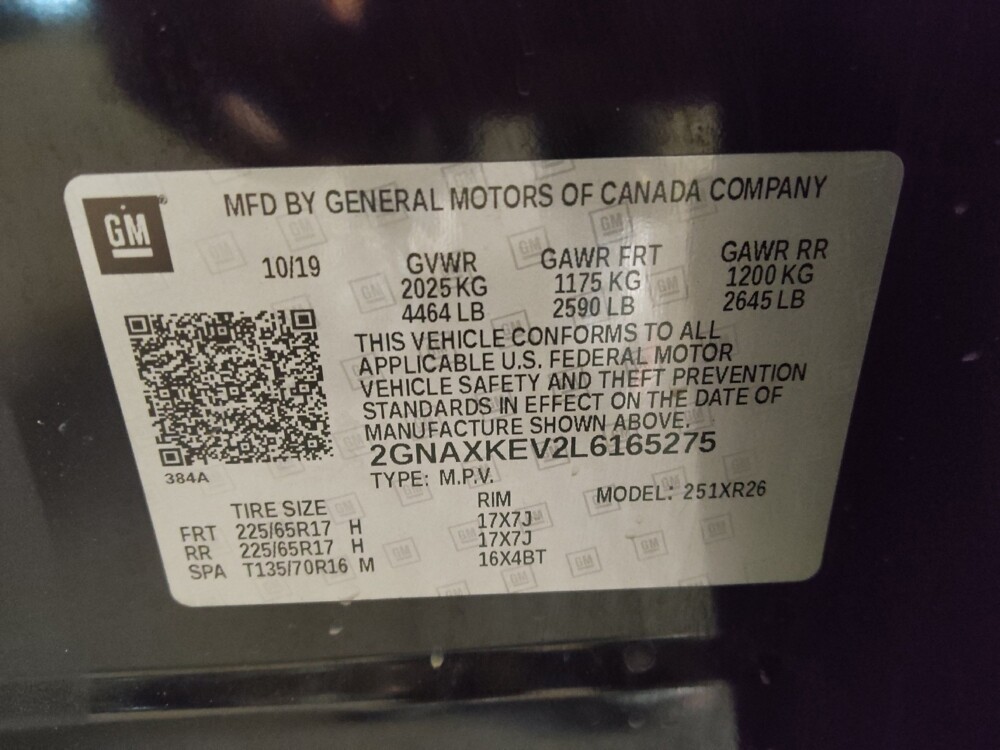 GM®
MFD BY GENERAL MOTORS OF CANADA COMPANY
10/19
GVWR
2025 KG
4464 LB
GAWR FRT
1175 KG
2590 LB
GAWR RR
1200 KG
2645 LB
THIS VEHICLE CONFORMS TO ALL
APPLICABLE U.S. FEDERAL MOTOR
VEHICLE SAFETY AND THEFT PREVENTION
STANDARDS IN EFFECT ON THE DATE OF
MANUFACTURE SHOWN ABOVE.
2GNAXKEV2L6165275
384A
TYPE: M.P.V.
MODEL: 251XR26
TIRE SIZE RIM
FRT 225/65R17 H 17X7J
RR 225/65R17 H 17X7J
SPA T135/70R16 M 16X4BT